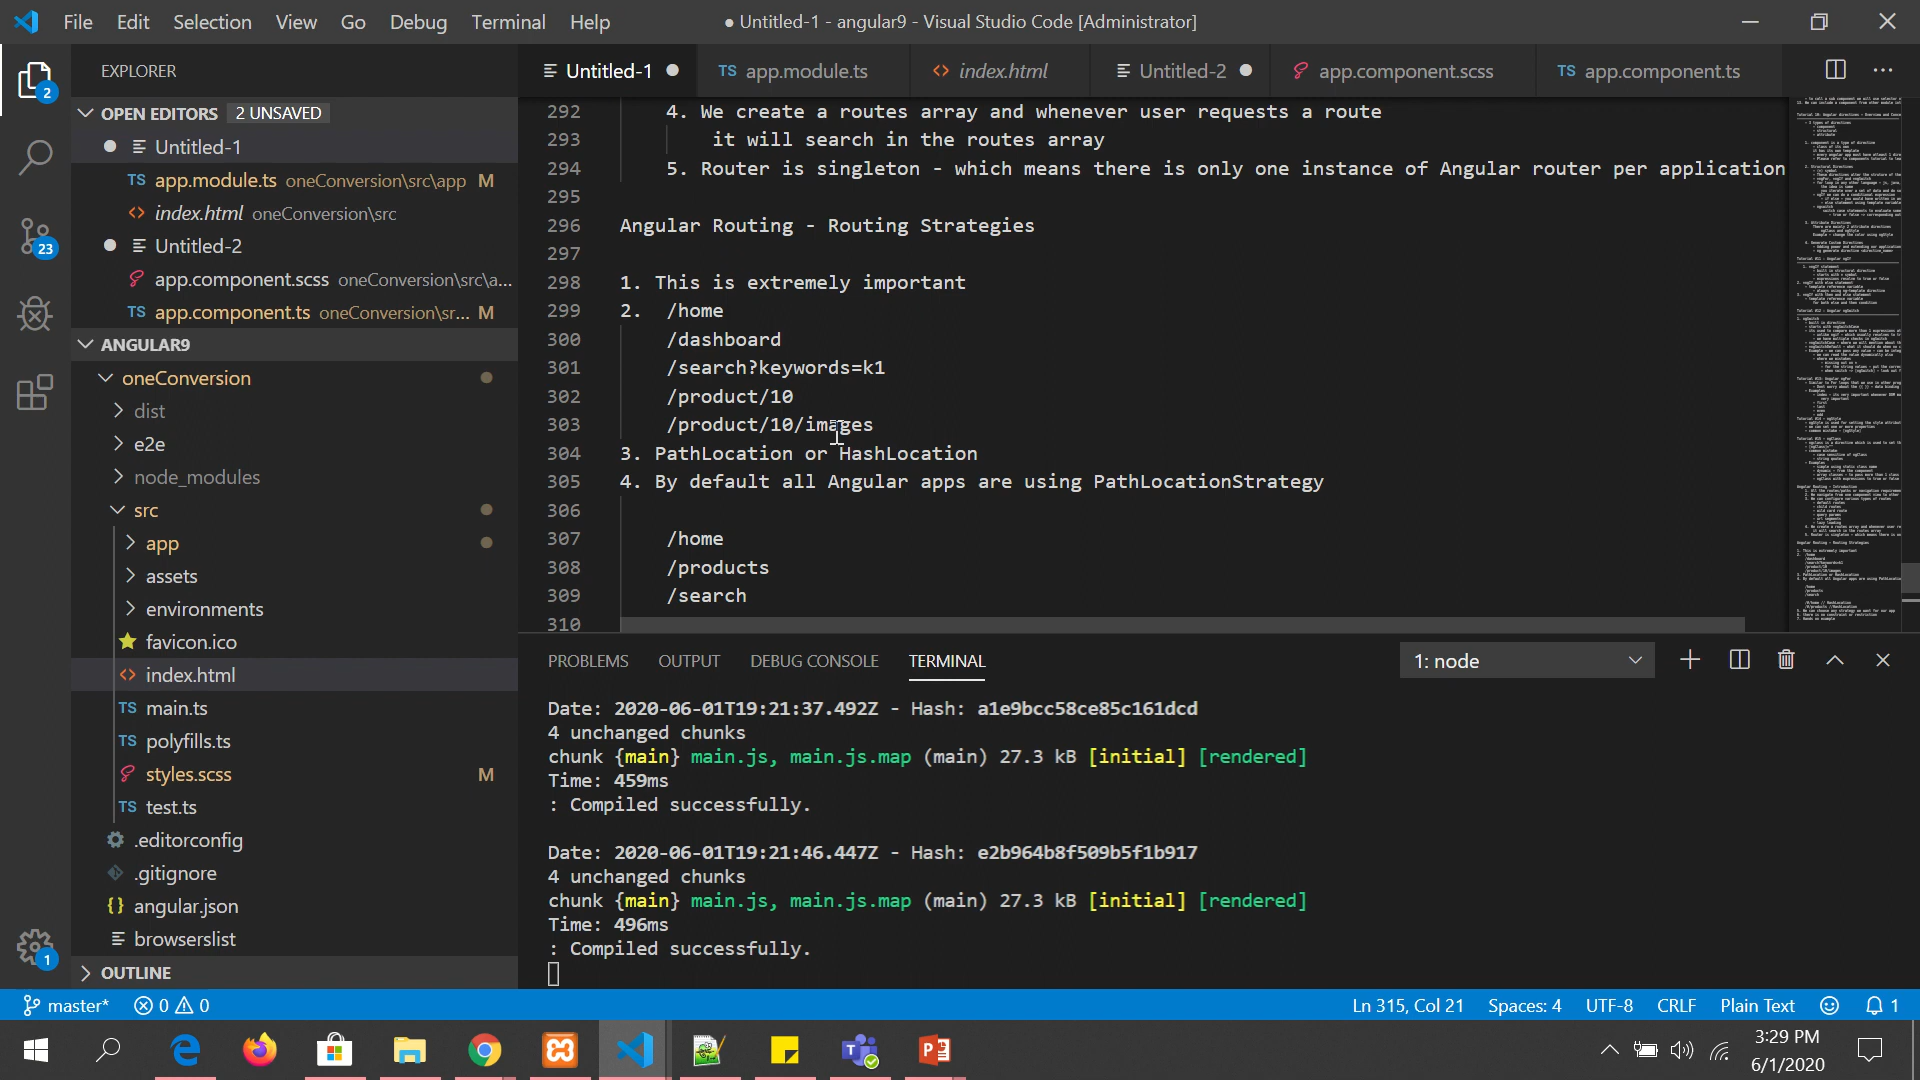 File Edit Selection View Go Debug Terminal Help
● Untitled-1 - angular9 - Visual Studio Code [Administrator]
EXPLORER
OPEN EDITORS 2 UNSAVED
Untitled-1
TS app.module.ts oneConversion\src\app M
<> index.html oneConversion\src
Untitled-2
app.component.scss oneConversion\src\a...
TS app.component.ts oneConversion\sr... M
ANGULAR9
oneConversion
dist
e2e
node_modules
src
app
assets
environments
favicon.ico
<> index.html
TS main.ts
TS polyfills.ts
styles.scss M
TS test.ts
.editorconfig
.gitignore
{} angular.json
browserslist
OUTLINE
2
23
1
Untitled-1 TS app.module.ts <> index.html Untitled-2 app.component.scss TS app.component.ts
292 4. We create a routes array and whenever user requests a route
293 it will search in the routes array
294 5. Router is singleton - which means there is only one instance of Angular router per application
295
296 Angular Routing - Routing Strategies
297
298 1. This is extremely important
299 2. /home
300 /dashboard
301 /search?keywords=k1
302 /product/10
303 /product/10/images
304 3. PathLocation or HashLocation
305 4. By default all Angular apps are using PathLocationStrategy
306
307 /home
308 /products
309 /search
310
PROBLEMS OUTPUT DEBUG CONSOLE TERMINAL 1: node
Date: 2020-06-01T19:21:37.492Z - Hash: a1e9bcc58ce85c161dcd
4 unchanged chunks
chunk {main} main.js, main.js.map (main) 27.3 kB [initial] [rendered]
Time: 459ms
: Compiled successfully.
Date: 2020-06-01T19:21:46.447Z - Hash: e2b964b8f509b5f1b917
4 unchanged chunks
chunk {main} main.js, main.js.map (main) 27.3 kB [initial] [rendered]
Time: 496ms
: Compiled successfully.
master* 0 0 Ln 315, Col 21 Spaces: 4 UTF-8 CRLF Plain Text 1
3:29 PM
6/1/2020